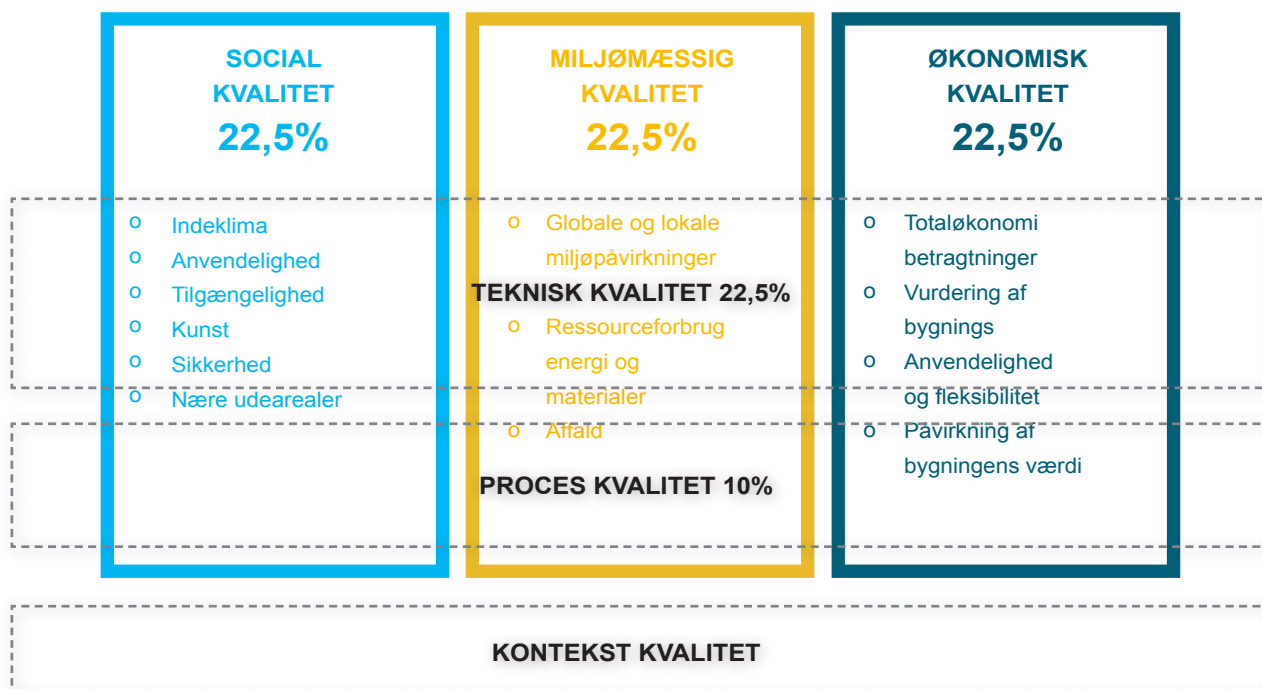 SOCIAL
KVALITET
22,5%
o Indeklima
o Anvendelighed
o Tilgængelighed
o Kunst
o Sikkerhed
o Nære udearealer
MILJØMÆSSIG
KVALITET
22,5%
o Globale og lokale
miljøpåvirkninger
TEKNISK KVALITET 22,5%
o Ressourceforbrug
energi og
materialer
o Affald
PROCES KVALITET 10%
ØKONOMISK
KVALITET
22,5%
o Totaløkonomi
betragtninger
o Vurdering af
bygnings
o Anvendelighed
og fleksibilitet
o Påvirkning af
bygningens værdi
KONTEKST KVALITET